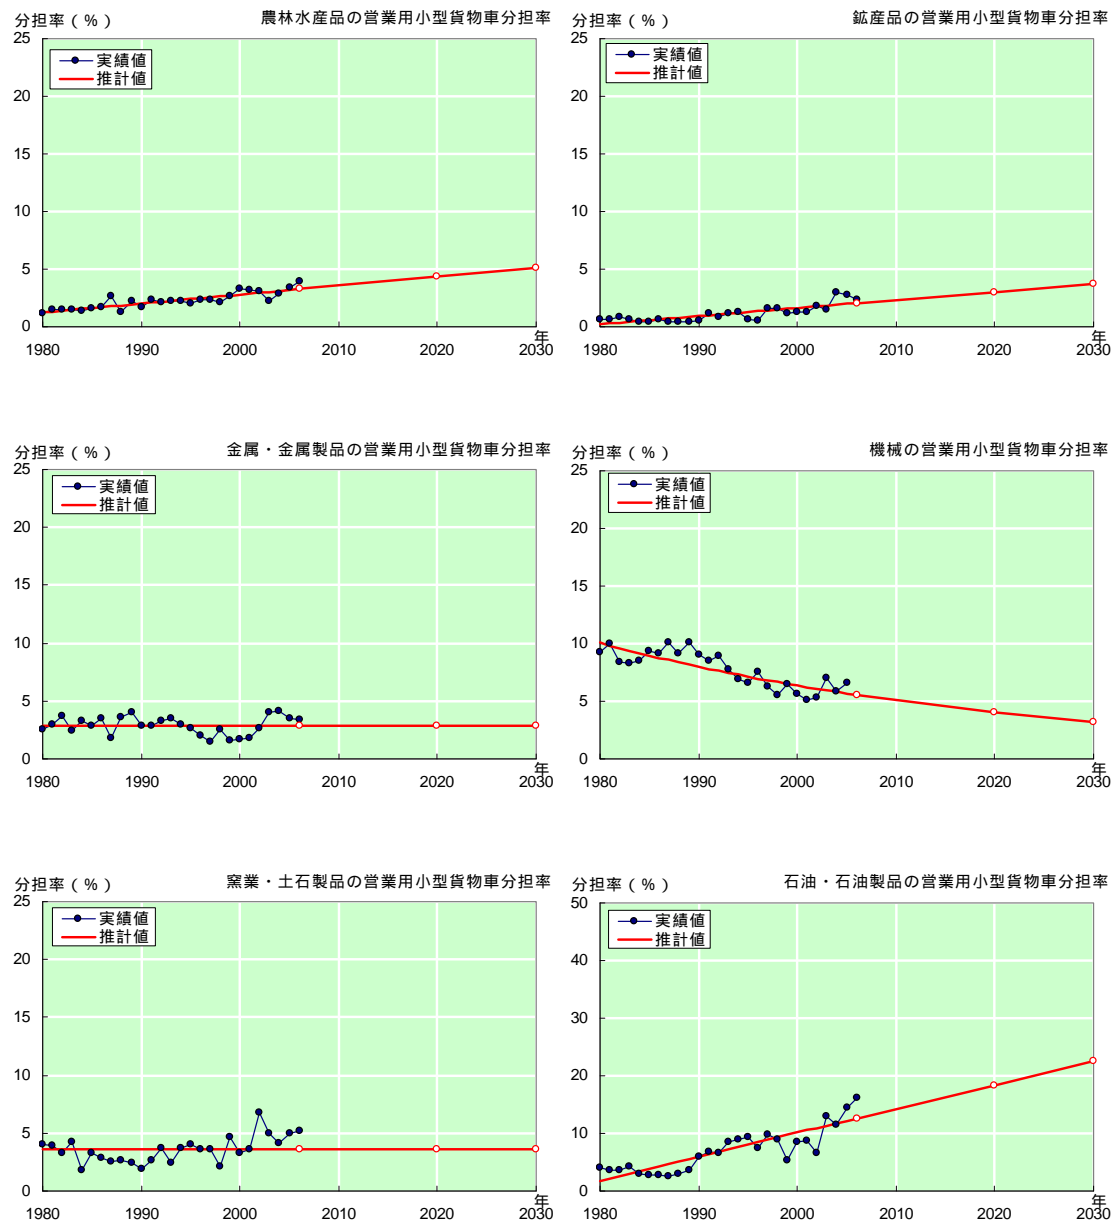 分担率（％）
農林水産品の営業用小型貨物車分担率
25
20
15
10
5
0
実績値
推計値
1980 1990 2000 2010 2020 2030
年
分担率（％）
鉱産品の営業用小型貨物車分担率
25
20
15
10
5
0
実績値
推計値
1980 1990 2000 2010 2020 2030
年
分担率（％）
金属・金属製品の営業用小型貨物車分担率
25
20
15
10
5
0
実績値
推計値
1980 1990 2000 2010 2020 2030
年
分担率（％）
機械の営業用小型貨物車分担率
25
20
15
10
5
0
実績値
推計値
1980 1990 2000 2010 2020 2030
年
分担率（％）
窯業・土石製品の営業用小型貨物車分担率
25
20
15
10
5
0
実績値
推計値
1980 1990 2000 2010 2020 2030
年
分担率（％）
石油・石油製品の営業用小型貨物車分担率
50
40
30
20
10
0
実績値
推計値
1980 1990 2000 2010 2020 2030
年